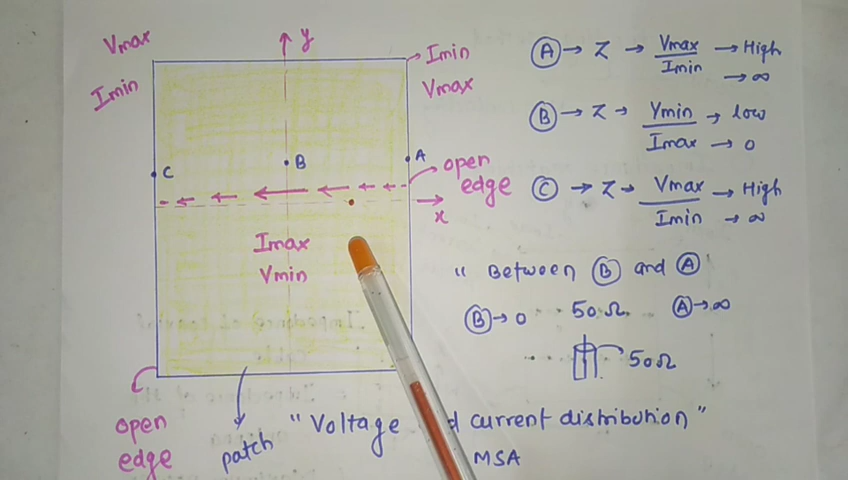 Vmax
Imin
y
Imin
Vmax
C
B
A
open
edge
x
Imax
Vmin
open
edge
patch
A → Z → Vmax / Imin → High
→ ∞
B → Z → Vmin / Imax → low
→ 0
C → Z → Vmax / Imin → High
→ ∞
" Between B and A
B → 0 50 Ω A → ∞
50 Ω
" Voltage d current distribution "
MSA